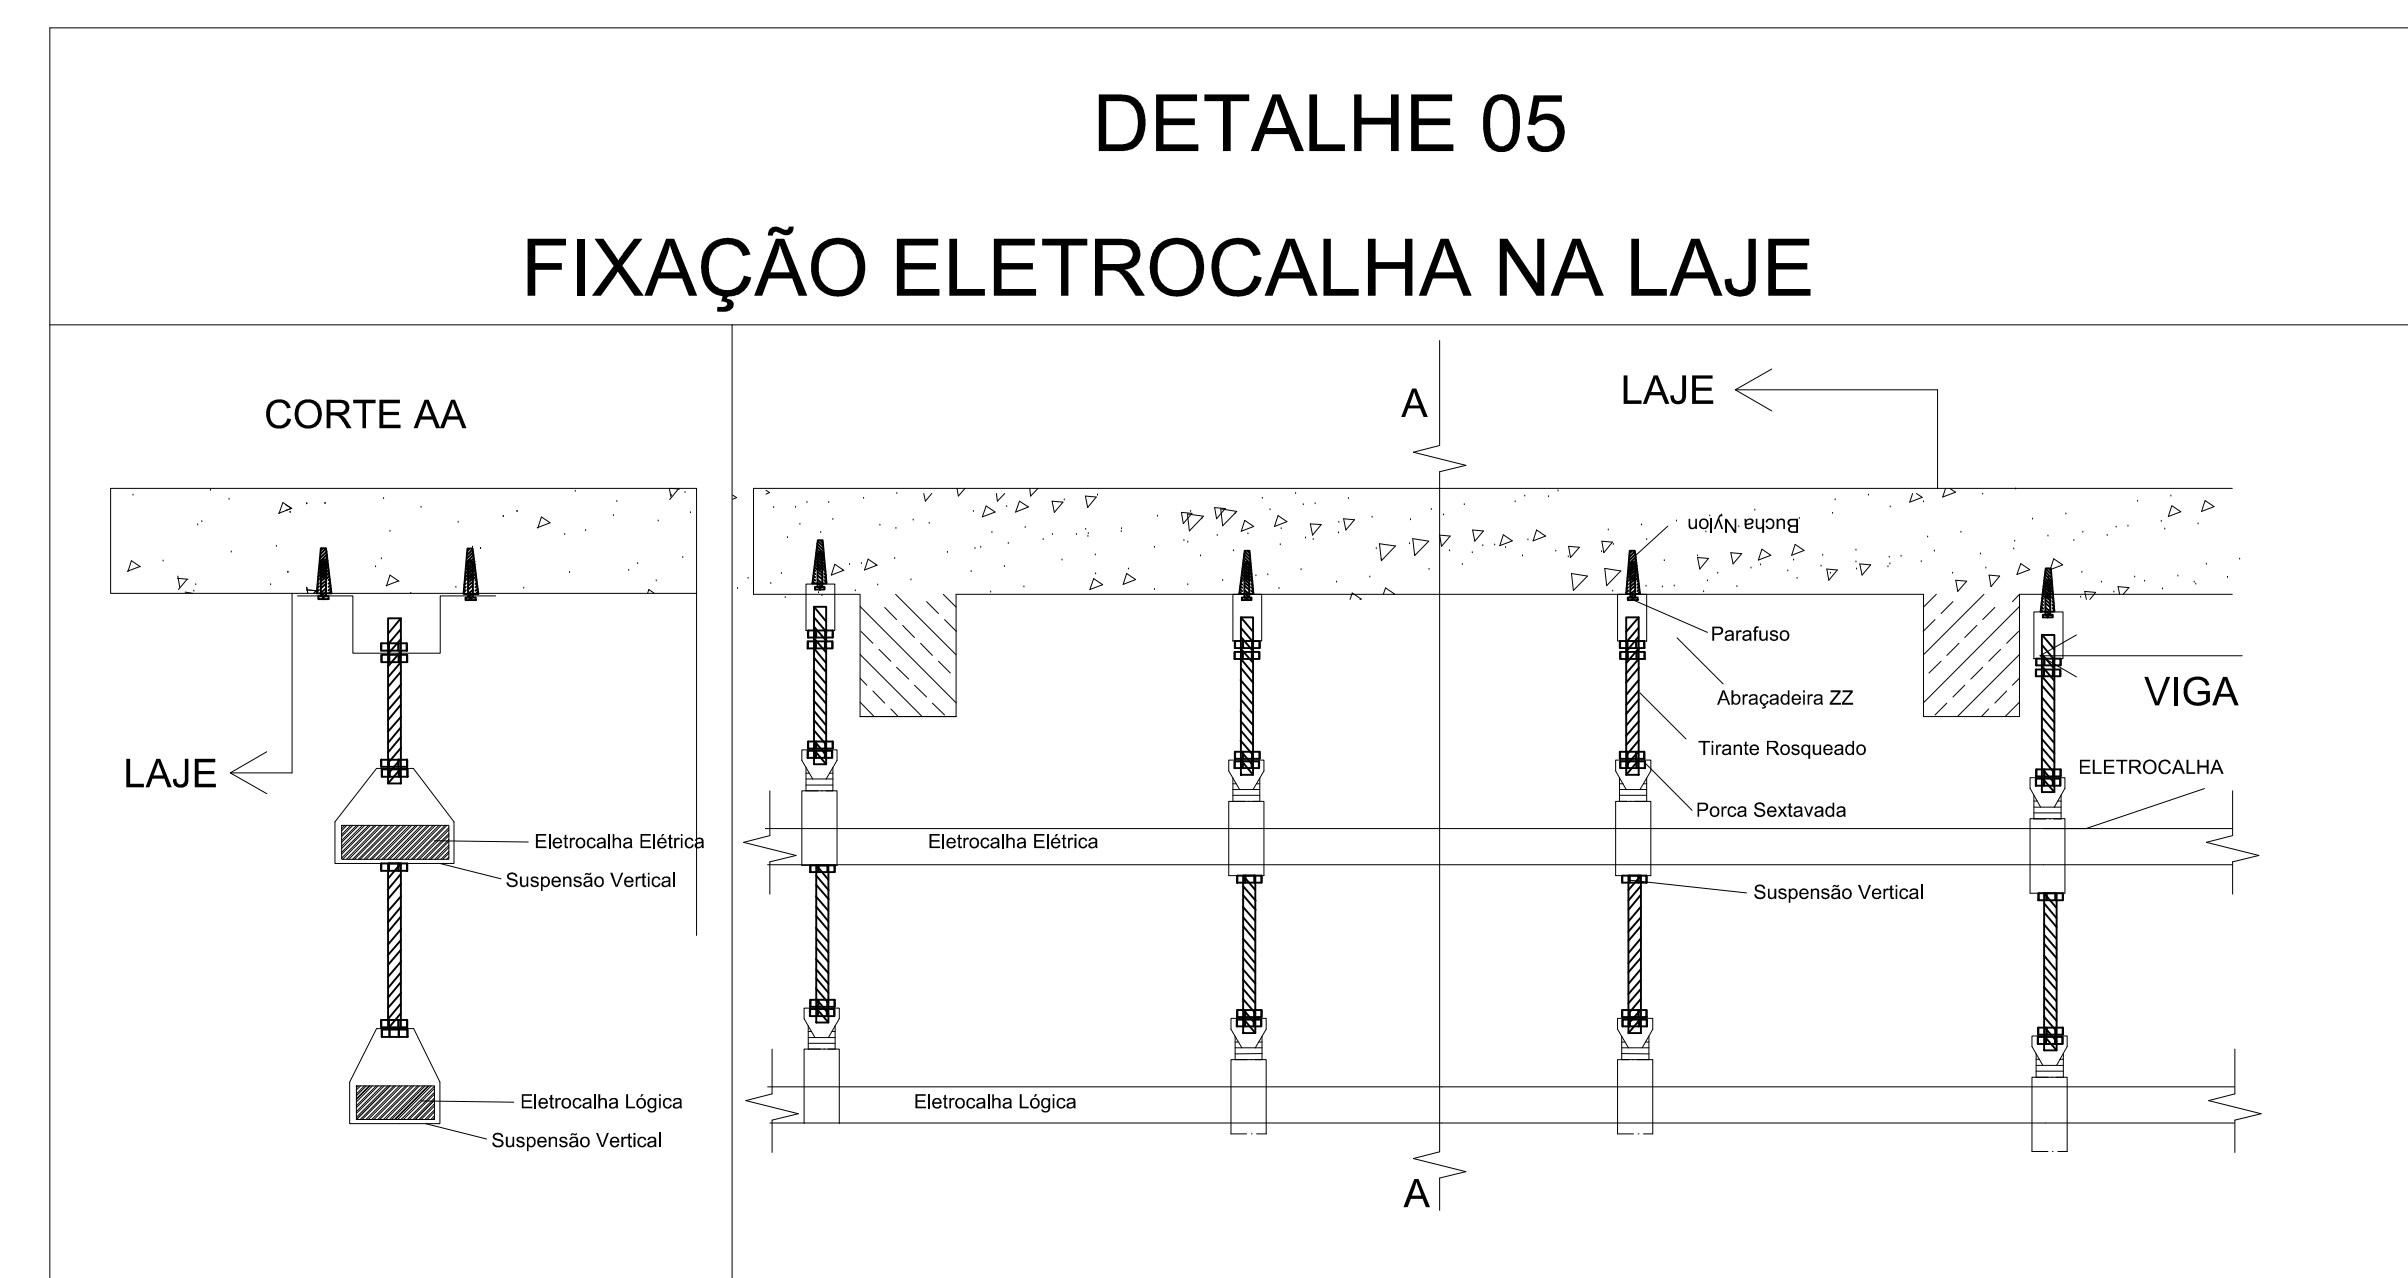 DETALHE 05
FIXAÇÃO ELETROCALHA NA LAJE
CORTE AA
LAJE
Eletrocalha Elétrica
Suspensão Vertical
Eletrocalha Lógica
Suspensão Vertical
A
LAJE
Bucha Nylon
Parafuso
Abraçadeira ZZ
VIGA
Tirante Rosqueado
ELETROCALHA
Porca Sextavada
Eletrocalha Elétrica
Suspensão Vertical
Eletrocalha Lógica
A